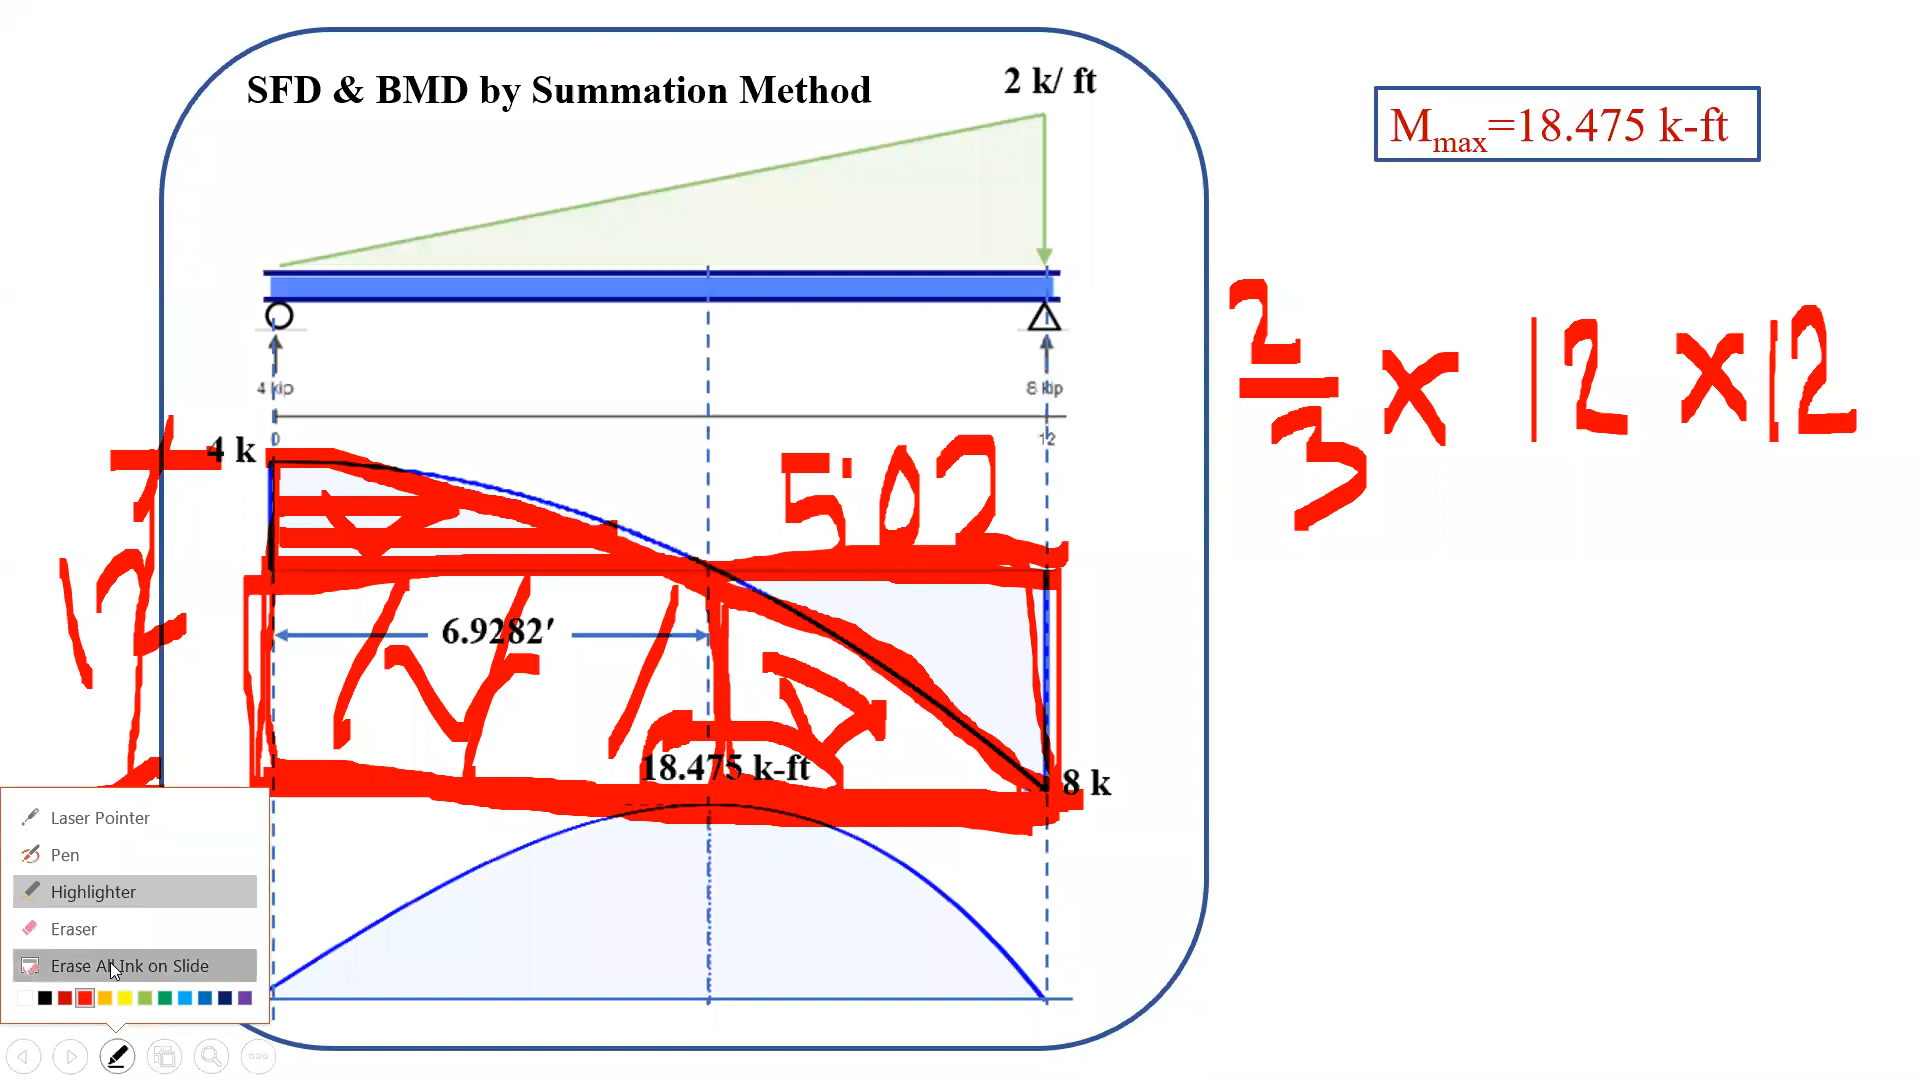 SFD & BMD by Summation Method
2 k/ ft
Mmax=18.475 k-ft
2/3 x 12 x 12
4 kip
8 kip
0
12
4 k
5.02
12
6.9282′
18.475 k-ft
8 k
Laser Pointer
Pen
Highlighter
Eraser
Erase All Ink on Slide